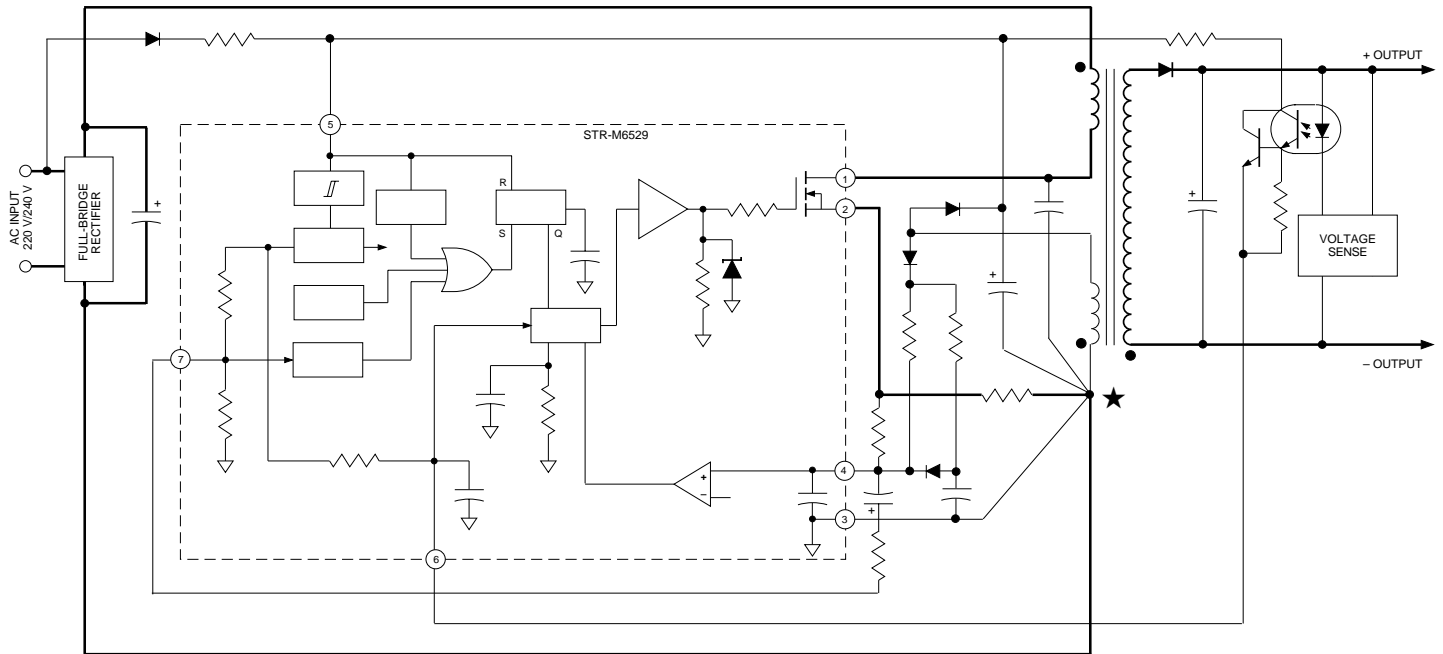 + OUTPUT
STR-M6529
5
1
2
R
S
Q
AC INPUT
220 V/240 V
FULL-BRIDGE
RECTIFIER
+
+
+
VOLTAGE
SENSE
7
– OUTPUT
4
+
–
3
+
6